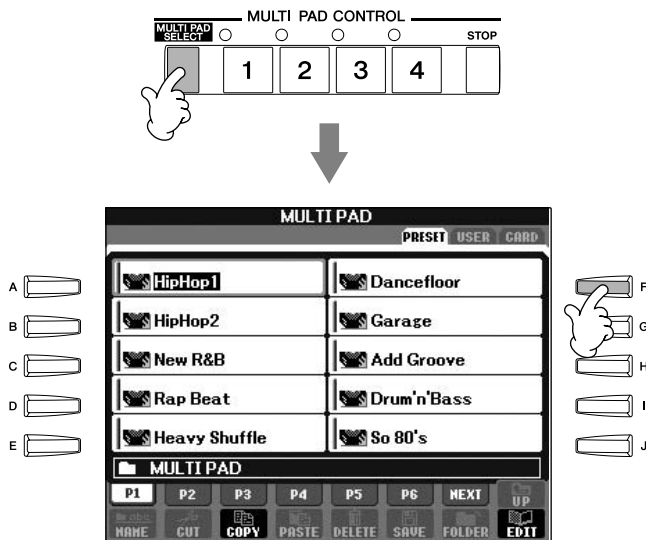 MULTI PAD CONTROL
MULTI PAD SELECT
STOP
1 2 3 4
MULTI PAD
PRESET USER CARD
A HipHop1 Dancefloor F
B HipHop2 Garage G
C New R&B Add Groove H
D Rap Beat Drum'n'Bass I
E Heavy Shuffle So 80's J
MULTI PAD
P1 P2 P3 P4 P5 P6 NEXT UP
NAME CUT COPY PASTE DELETE SAVE FOLDER EDIT